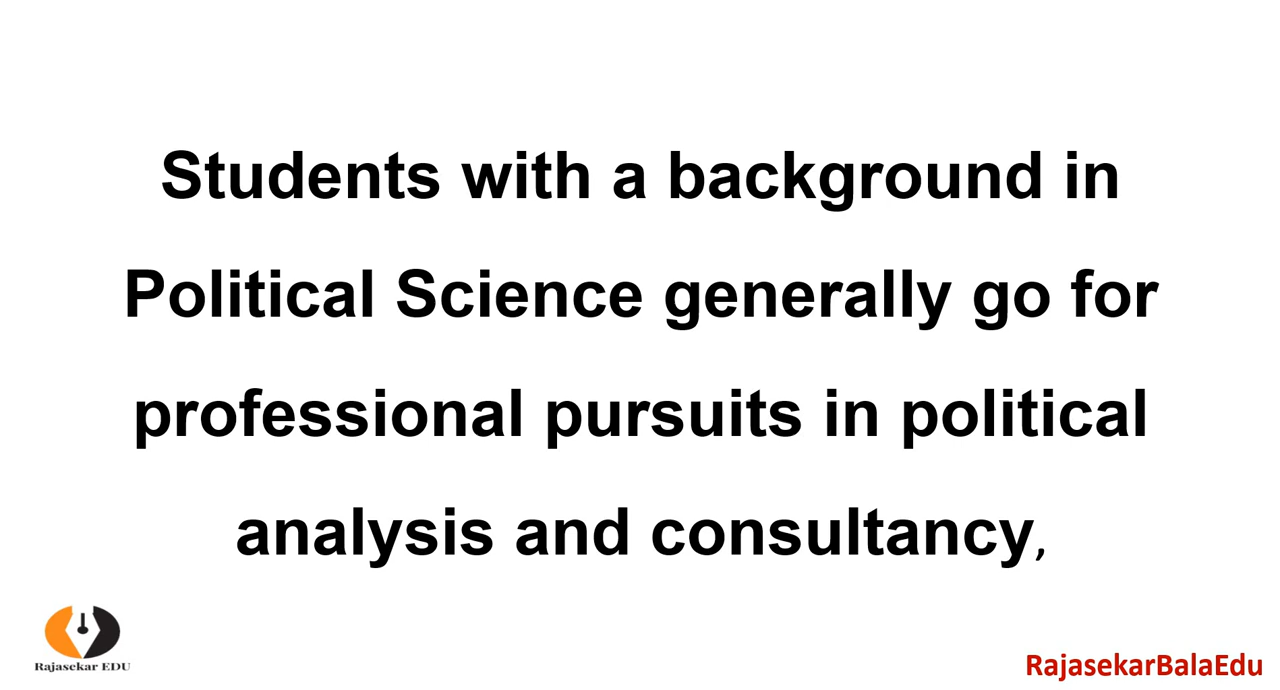 Students with a background in
Political Science generally go for
professional pursuits in political
analysis and consultancy,
Rajasekar EDU
RajasekarBalaEdu